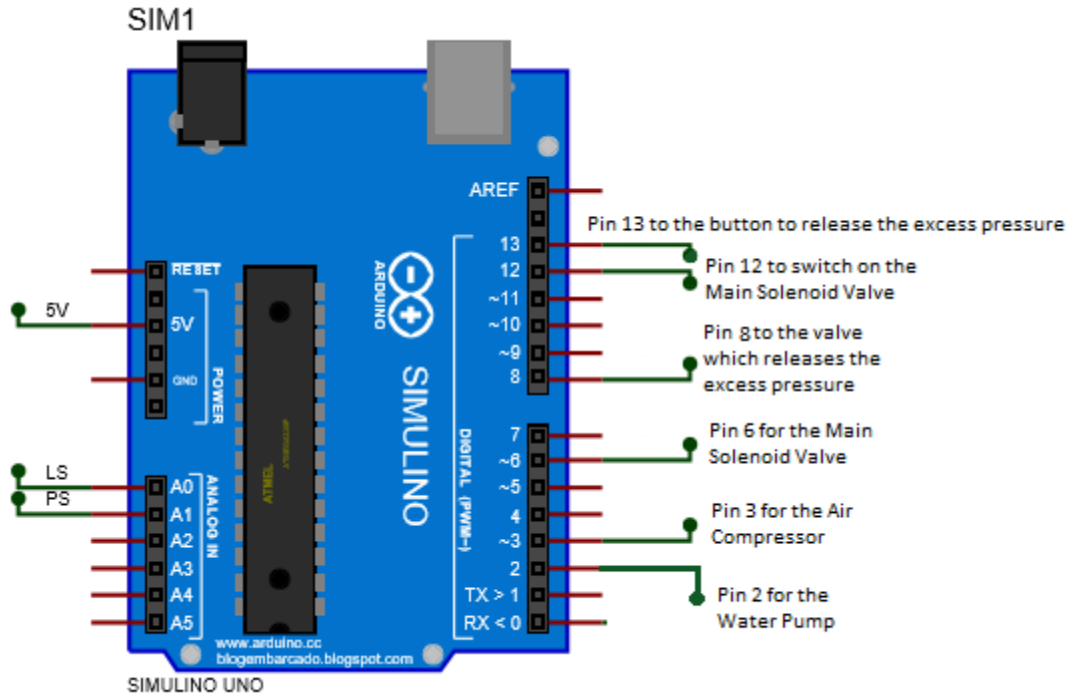 SIM1
AREF
Pin 13 to the button to release the excess pressure
13
12
Pin 12 to switch on the
Main Solenoid Valve
~11
~10
~9
8
Pin 8 to the valve
which releases the
excess pressure
RESET
5V
5V
GND
POWER
ARDUINO
SIMULINO
DIGITAL (PWM~)
7
~6
~5
4
~3
2
TX > 1
RX < 0
Pin 6 for the Main
Solenoid Valve
Pin 3 for the Air
Compressor
Pin 2 for the
Water Pump
LS
PS
A0
A1
A2
A3
A4
A5
ANALOG IN
ATMEL
www.arduino.cc
blogembarcado.blogspot.com
SIMULINO UNO